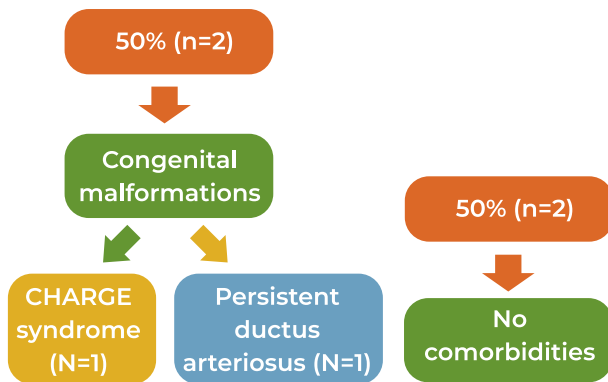 50% (n=2)
Congenital
malformations
CHARGE
syndrome
(N=1)
Persistent
ductus
arteriosus (N=1)
50% (n=2)
No
comorbidities